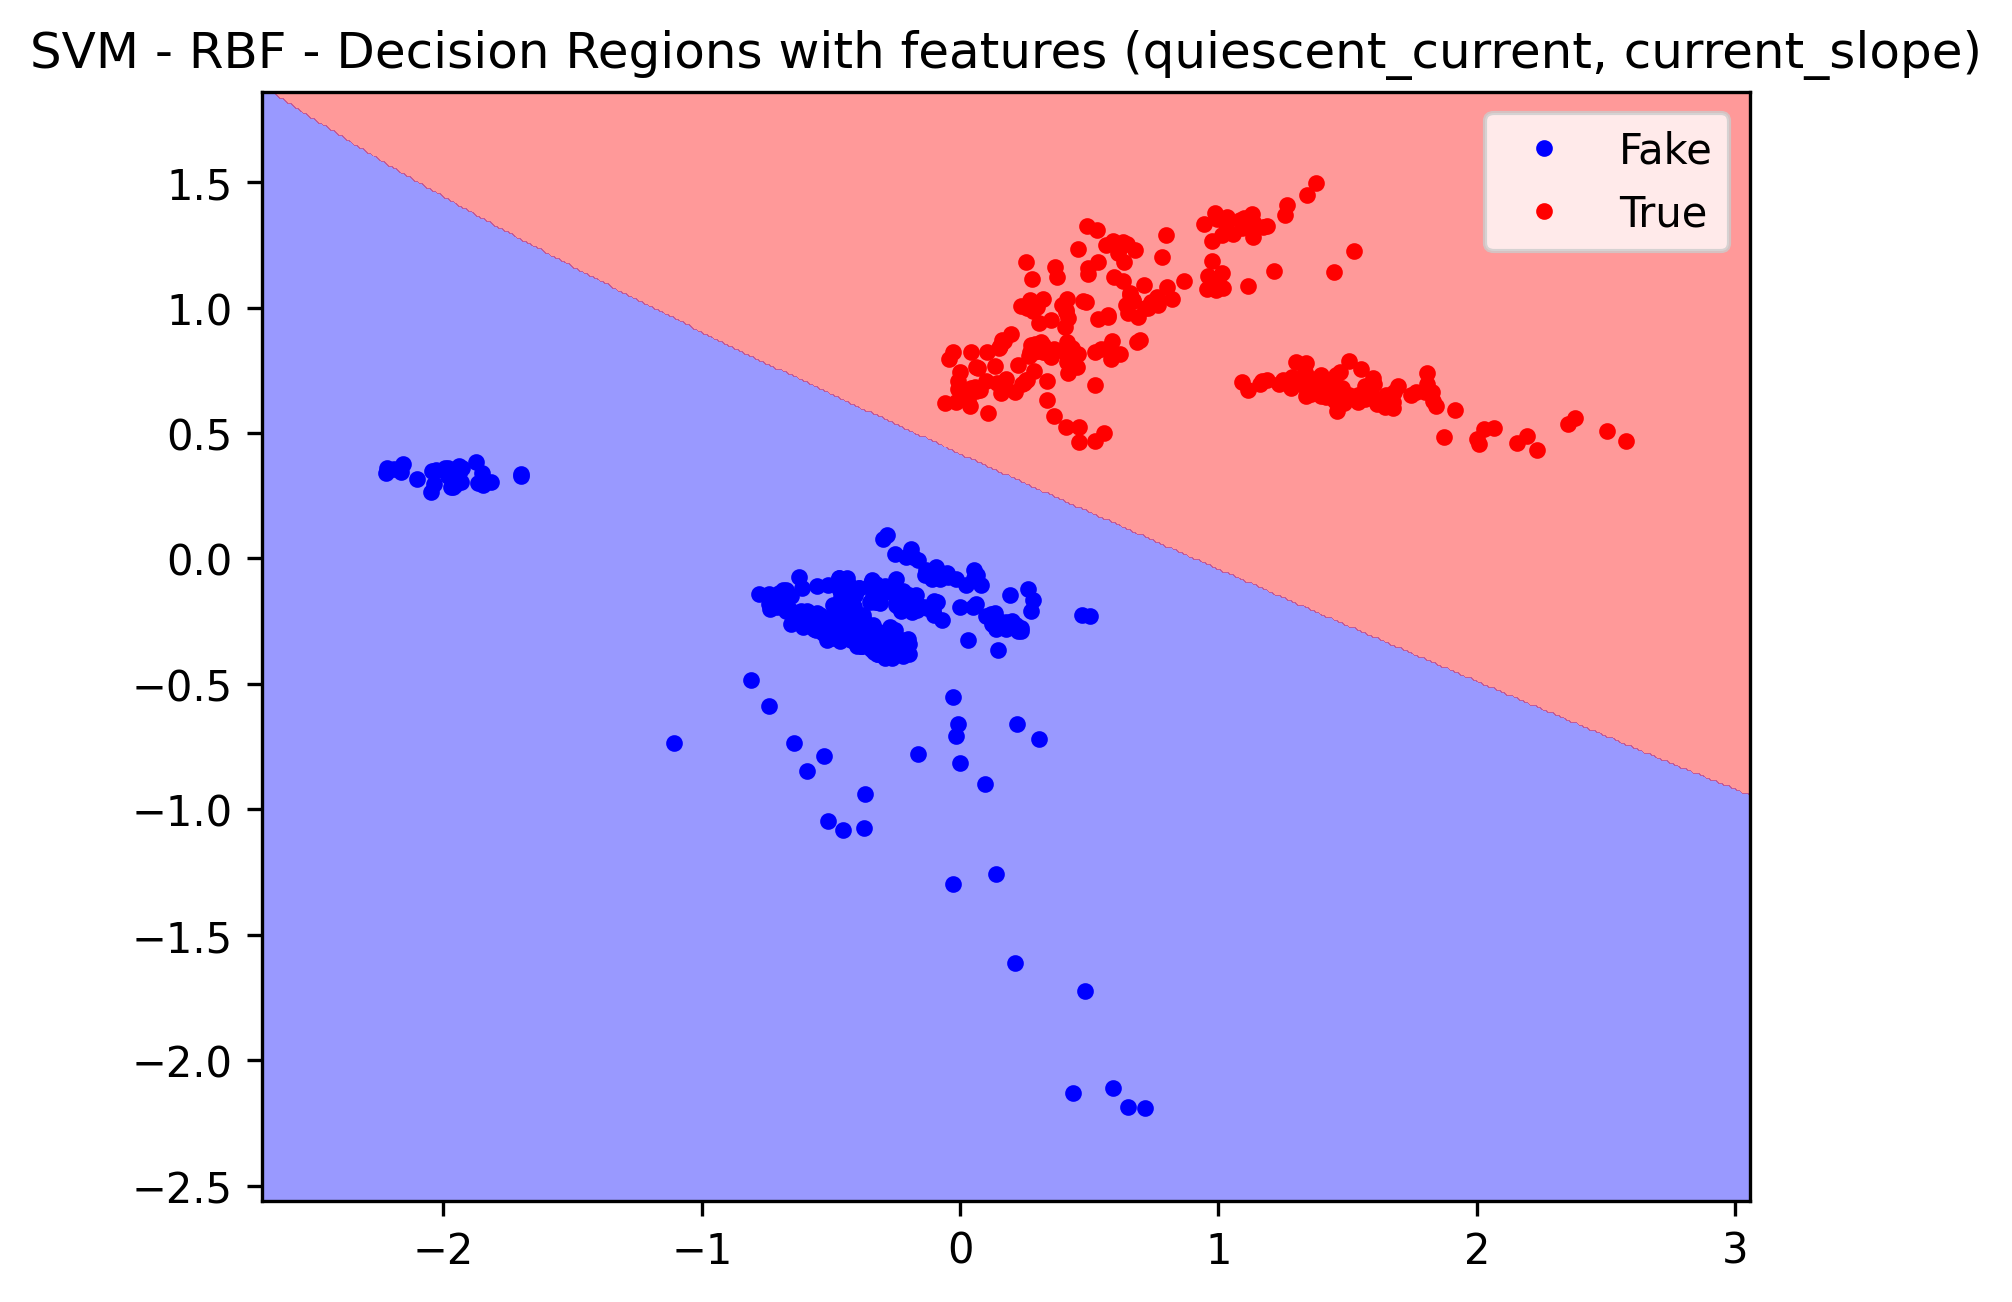 SVM - RBF - Decision Regions with features (quiescent_current, current_slope)
Fake
True
1.5
1.0
0.5
0.0
−0.5
−1.0
−1.5
−2.0
−2.5
−2 −1 0 1 2 3